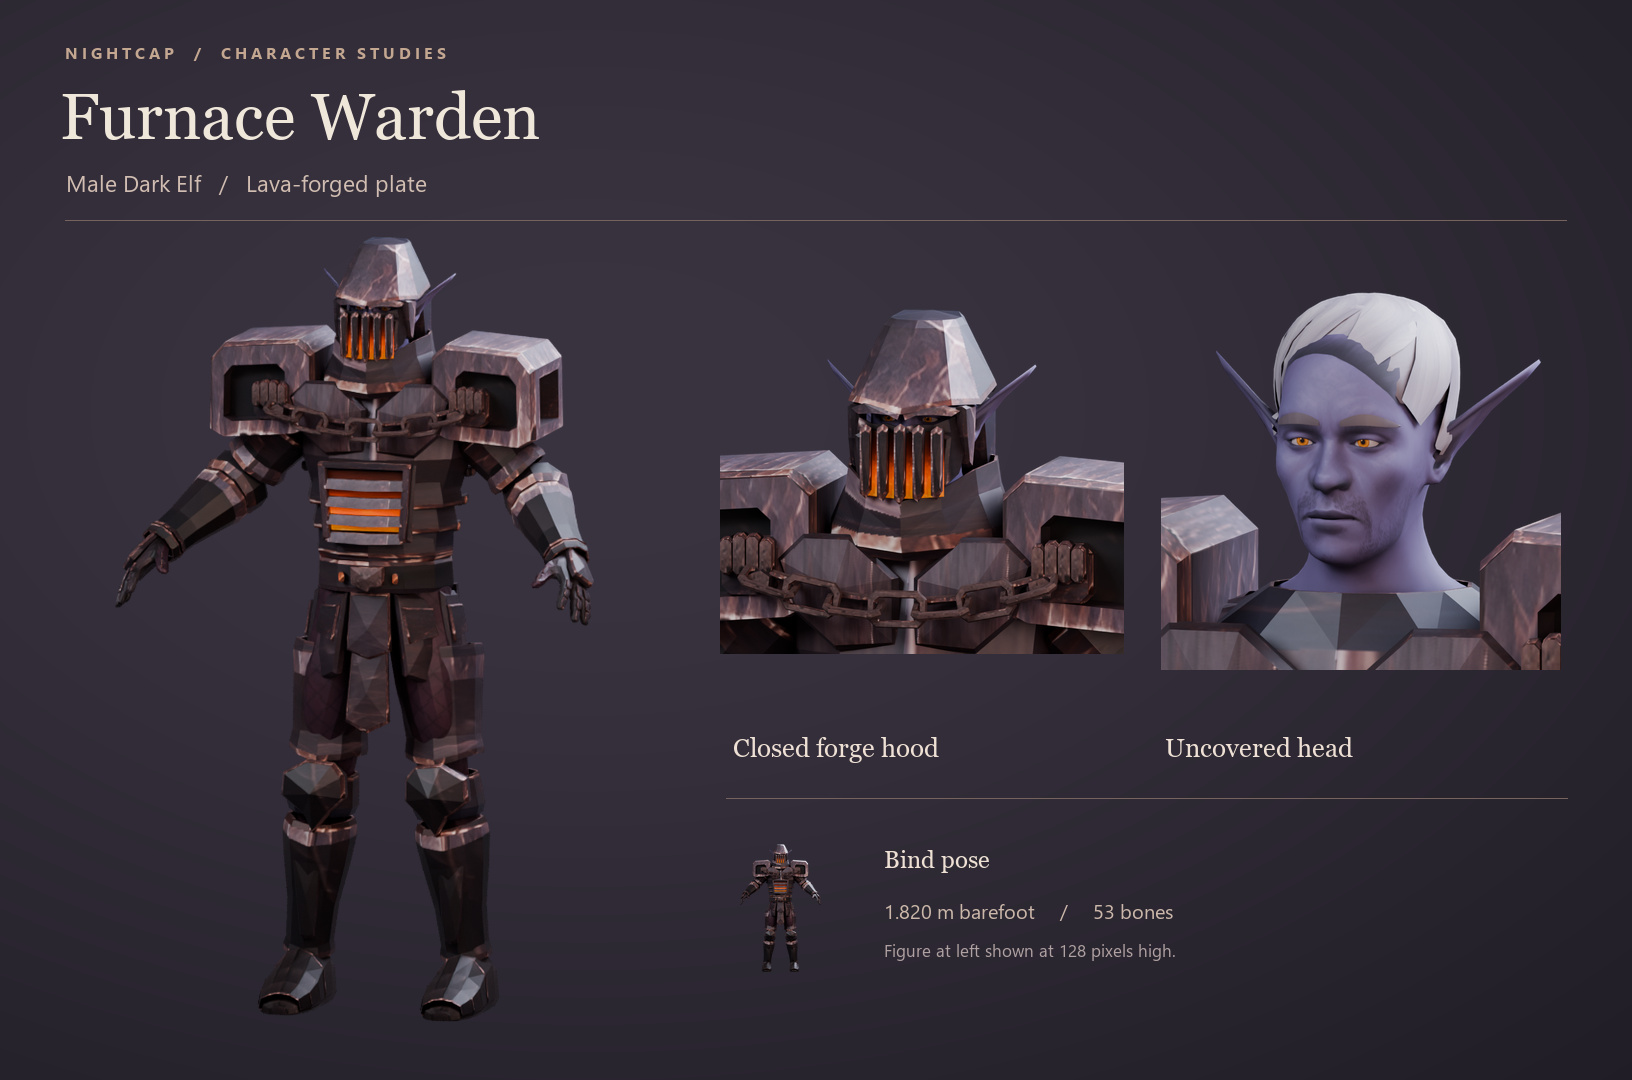 NIGHTCAP / CHARACTER STUDIES
Furnace Warden
Male Dark Elf / Lava-forged plate
Closed forge hood
Uncovered head
Bind pose
1.820 m barefoot / 53 bones
Figure at left shown at 128 pixels high.